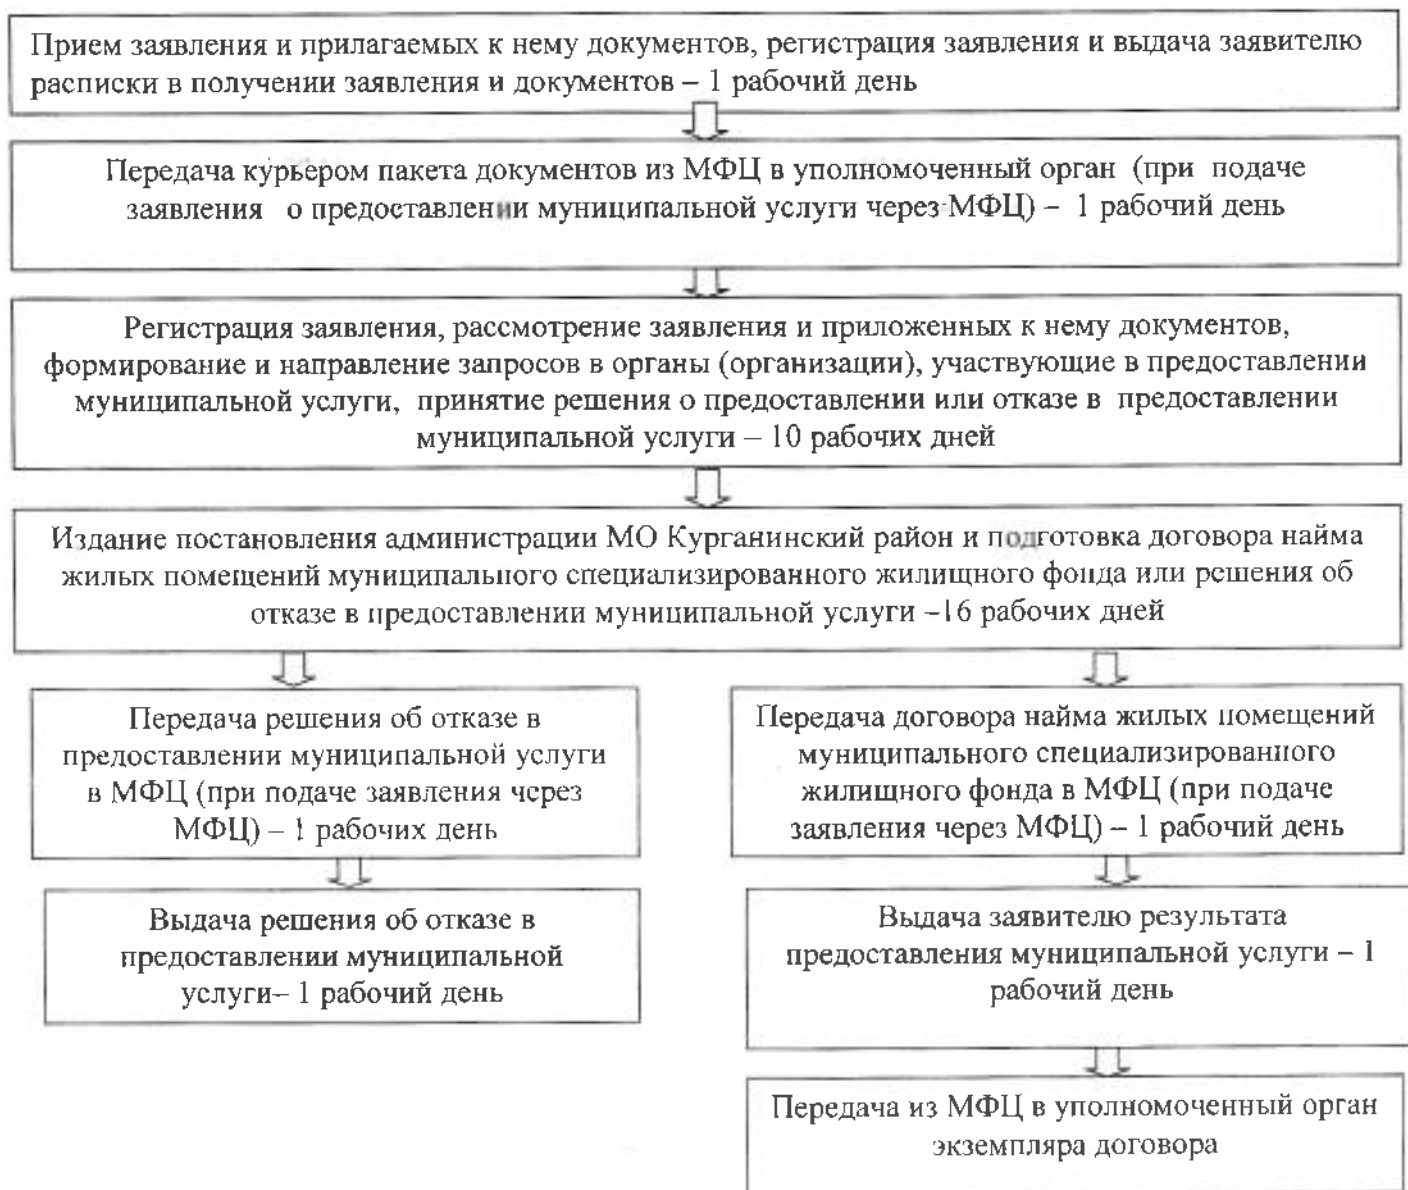 Прием заявления и прилагаемых к нему документов, регистрация заявления и выдача заявителю
расписки в получении заявления и документов – 1 рабочий день
Передача курьером пакета документов из МФЦ в уполномоченный орган (при подаче
заявления о предоставлении муниципальной услуги через МФЦ) – 1 рабочий день
Регистрация заявления, рассмотрение заявления и приложенных к нему документов,
формирование и направление запросов в органы (организации), участвующие в предоставлении
муниципальной услуги, принятие решения о предоставлении или отказе в предоставлении
муниципальной услуги – 10 рабочих дней
Издание постановления администрации МО Курганинский район и подготовка договора найма
жилых помещений муниципального специализированного жилищного фонда или решения об
отказе в предоставлении муниципальной услуги –16 рабочих дней
Передача решения об отказе в
предоставлении муниципальной услуги
в МФЦ (при подаче заявления через
МФЦ) – 1 рабочих день
Выдача решения об отказе в
предоставлении муниципальной
услуги– 1 рабочий день
Передача договора найма жилых помещений
муниципального специализированного
жилищного фонда в МФЦ (при подаче
заявления через МФЦ) – 1 рабочий день
Выдача заявителю результата
предоставления муниципальной услуги – 1
рабочий день
Передача из МФЦ в уполномоченный орган
экземпляра договора